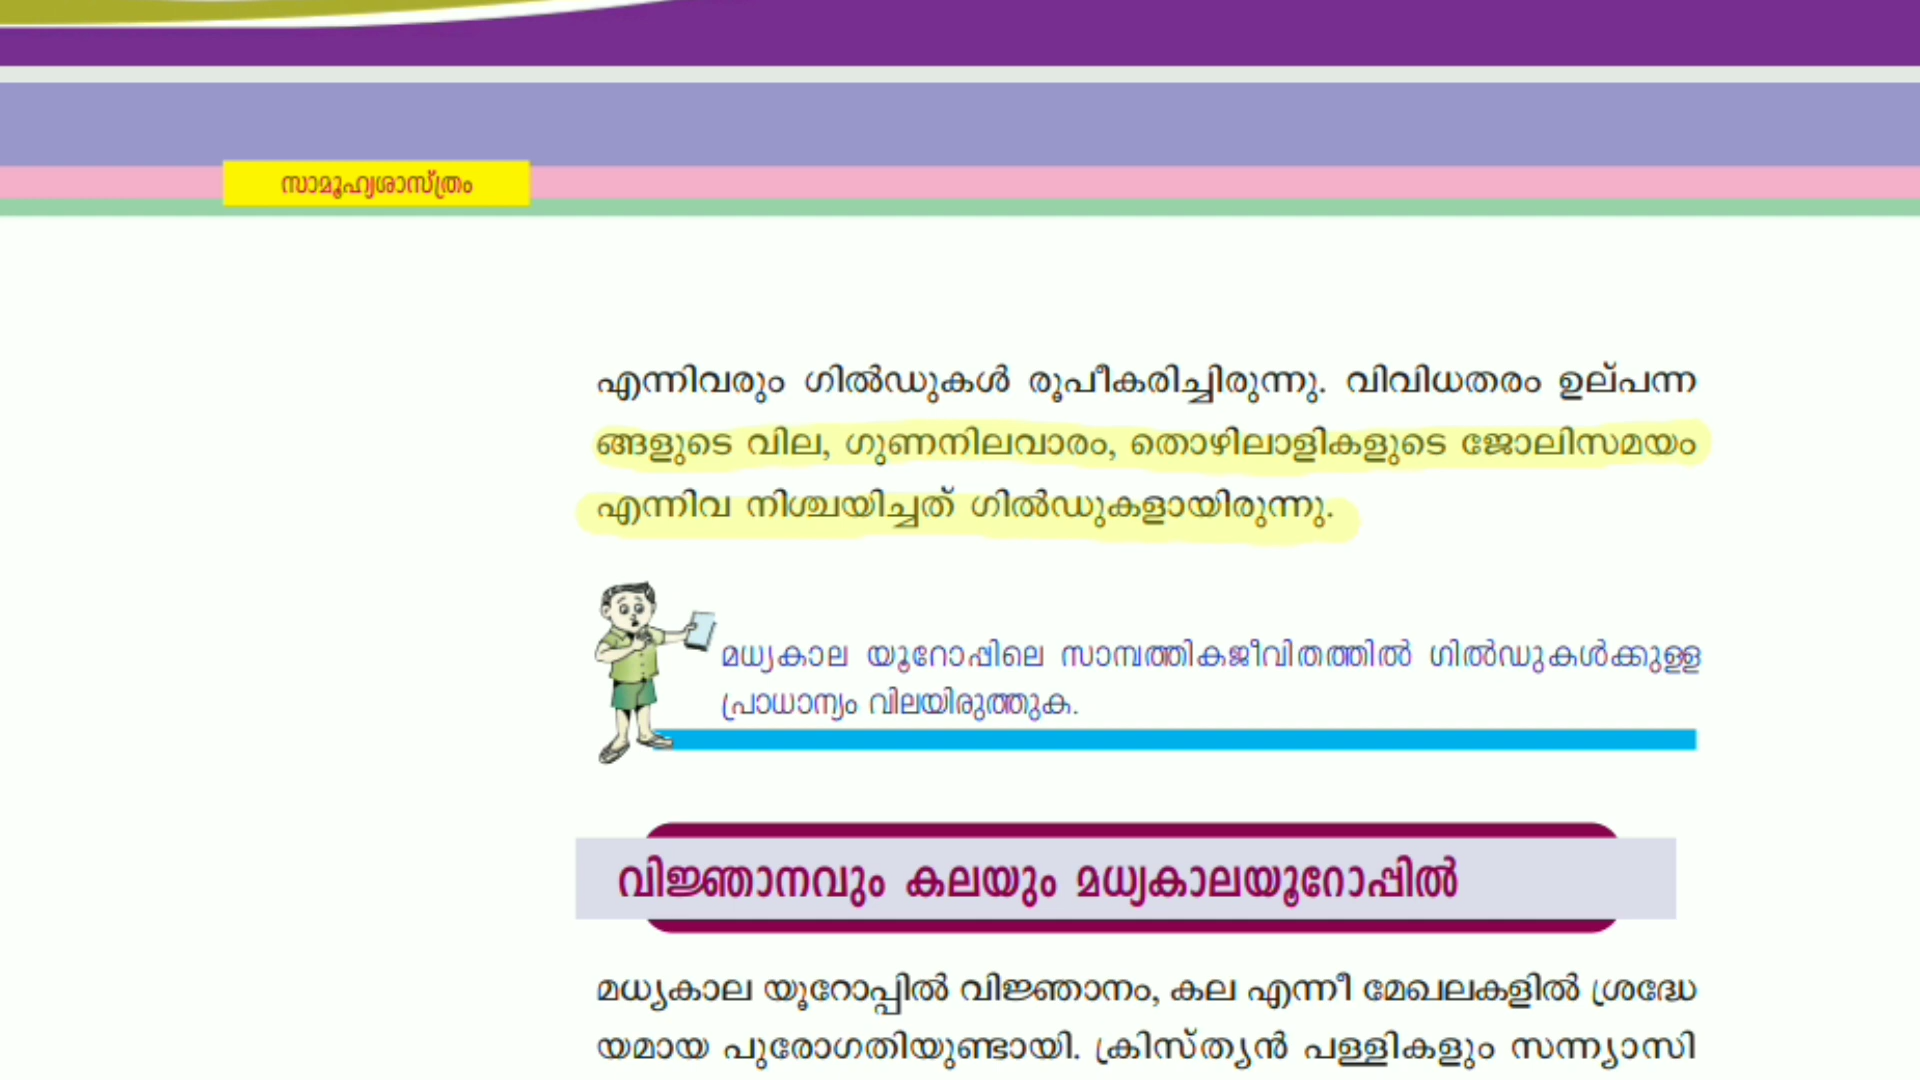 സാമൂഹ്യശാസ്ത്രം
എന്നിവരും ഗിൽഡുകൾ രൂപീകരിച്ചിരുന്നു. വിവിധതരം ഉല്പന്ന
ങ്ങളുടെ വില, ഗുണനിലവാരം, തൊഴിലാളികളുടെ ജോലിസമയം
എന്നിവ നിശ്ചയിച്ചത് ഗിൽഡുകളായിരുന്നു.
മധ്യകാല യൂറോപ്പിലെ സാമ്പത്തികജീവിതത്തിൽ ഗിൽഡുകൾക്കുള്ള
പ്രാധാന്യം വിലയിരുത്തുക.
വിജ്ഞാനവും കലയും മധ്യകാലയൂറോപ്പിൽ
മധ്യകാല യൂറോപ്പിൽ വിജ്ഞാനം, കല എന്നീ മേഖലകളിൽ ശ്രദ്ധേ
യമായ പുരോഗതിയുണ്ടായി. ക്രിസ്ത്യൻ പള്ളികളും സന്ന്യാസി